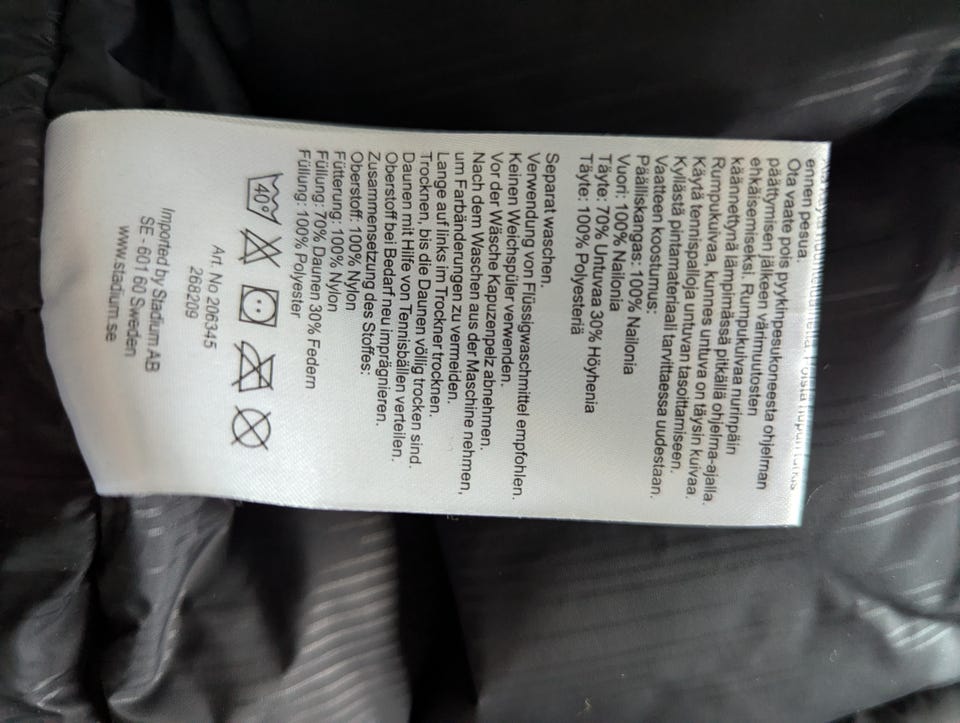 ennen pesua.
Ota vaate pois pyykinpesukoneesta ohjelman
päättymisen jälkeen värimuutosten
ehkäisemiseksi. Rumpukuivaa nurinpäin
käännettynä lämpimässä pitkällä ohjelma-ajalla.
Rumpukuivaa, kunnes untuva on täysin kuivaa.
Käytä tennispalloja untuvan tasoittamiseen.
Kyllästä pintamateriaali tarvittaessa uudestaan.
Vaatteen koostumus:
Päälliskangas: 100% Nailonia
Vuori: 100% Nailonia
Täyte: 70% Untuvaa 30% Höyhenia
Täyte: 100% Polyesteriä
Separat waschen.
Verwendung von Flüssigwaschmittel empfohlen.
Keinen Weichspüler verwenden.
Vor der Wäsche Kapuzenpelz abnehmen.
Nach dem Waschen aus der Maschine nehmen,
um Farbänderungen zu vermeiden.
Lange auf links im Trockner trocknen.
Trocknen, bis die Daunen völlig trocken sind.
Daunen mit Hilfe von Tennisbällen verteilen.
Oberstoff bei Bedarf neu imprägnieren.
Zusammensetzung des Stoffes:
Oberstoff: 100% Nylon
Fütterung: 100% Nylon
Füllung: 70% Daunen 30% Federn
Füllung: 100% Polyester
40°
Art. No 206345
268209
Imported by Stadium AB
SE - 601 60 Sweden
www.stadium.se